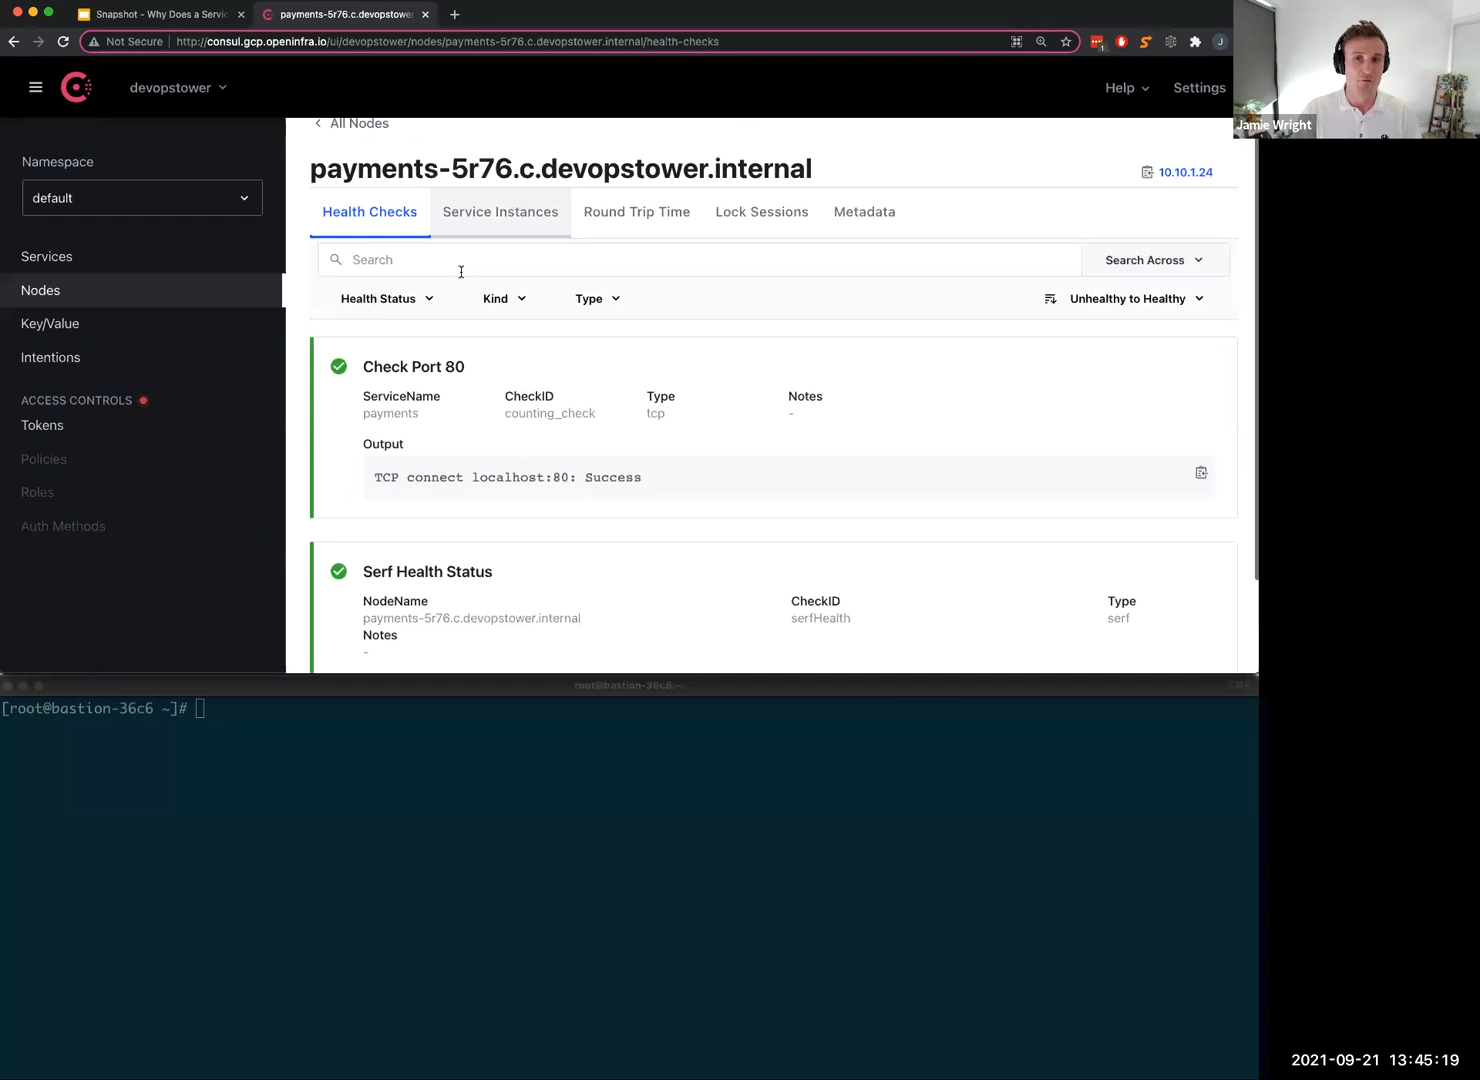 Snapshot - Why Does a Servic
payments-5r76.c.devopstower
Not Secure
http://consul.gcp.openinfra.io/ui/devopstower/nodes/payments-5r76.c.devopstower.internal/health-checks
J
devopstower
Help
Settings
Jamie Wright
Namespace
default
Services
Nodes
Key/Value
Intentions
ACCESS CONTROLS
Tokens
Policies
Roles
Auth Methods
All Nodes
payments-5r76.c.devopstower.internal
10.10.1.24
Health Checks
Service Instances
Round Trip Time
Lock Sessions
Metadata
Search
Search Across
Health Status
Kind
Type
Unhealthy to Healthy
Check Port 80
ServiceName
CheckID
Type
Notes
payments
counting_check
tcp
-
Output
TCP connect localhost:80: Success
Serf Health Status
NodeName
CheckID
Type
payments-5r76.c.devopstower.internal
serfHealth
serf
Notes
-
root@bastion-36c6:~
[root@bastion-36c6 ~]#
2021-09-21 13:45:19